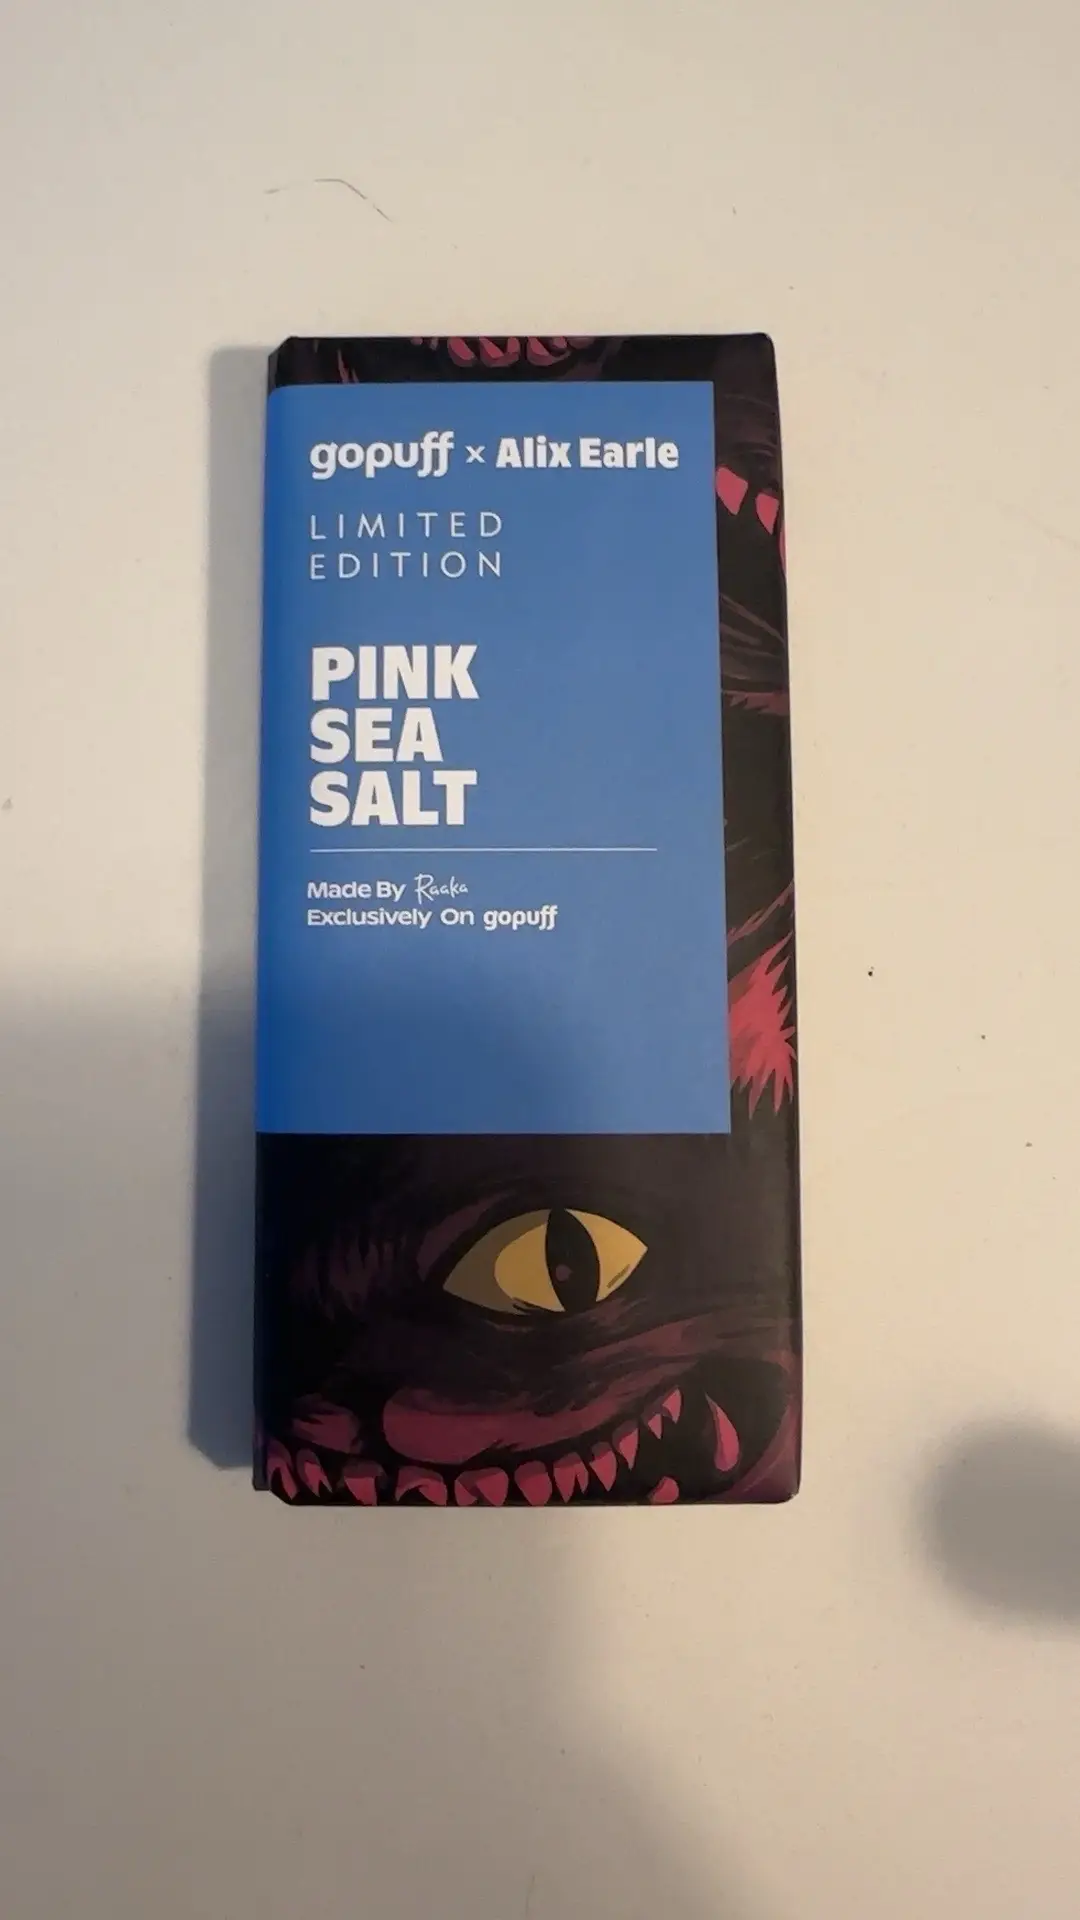 gopuff x Alix Earle
LIMITED
EDITION
PINK
SEA
SALT
Made By Raaka
Exclusively On gopuff